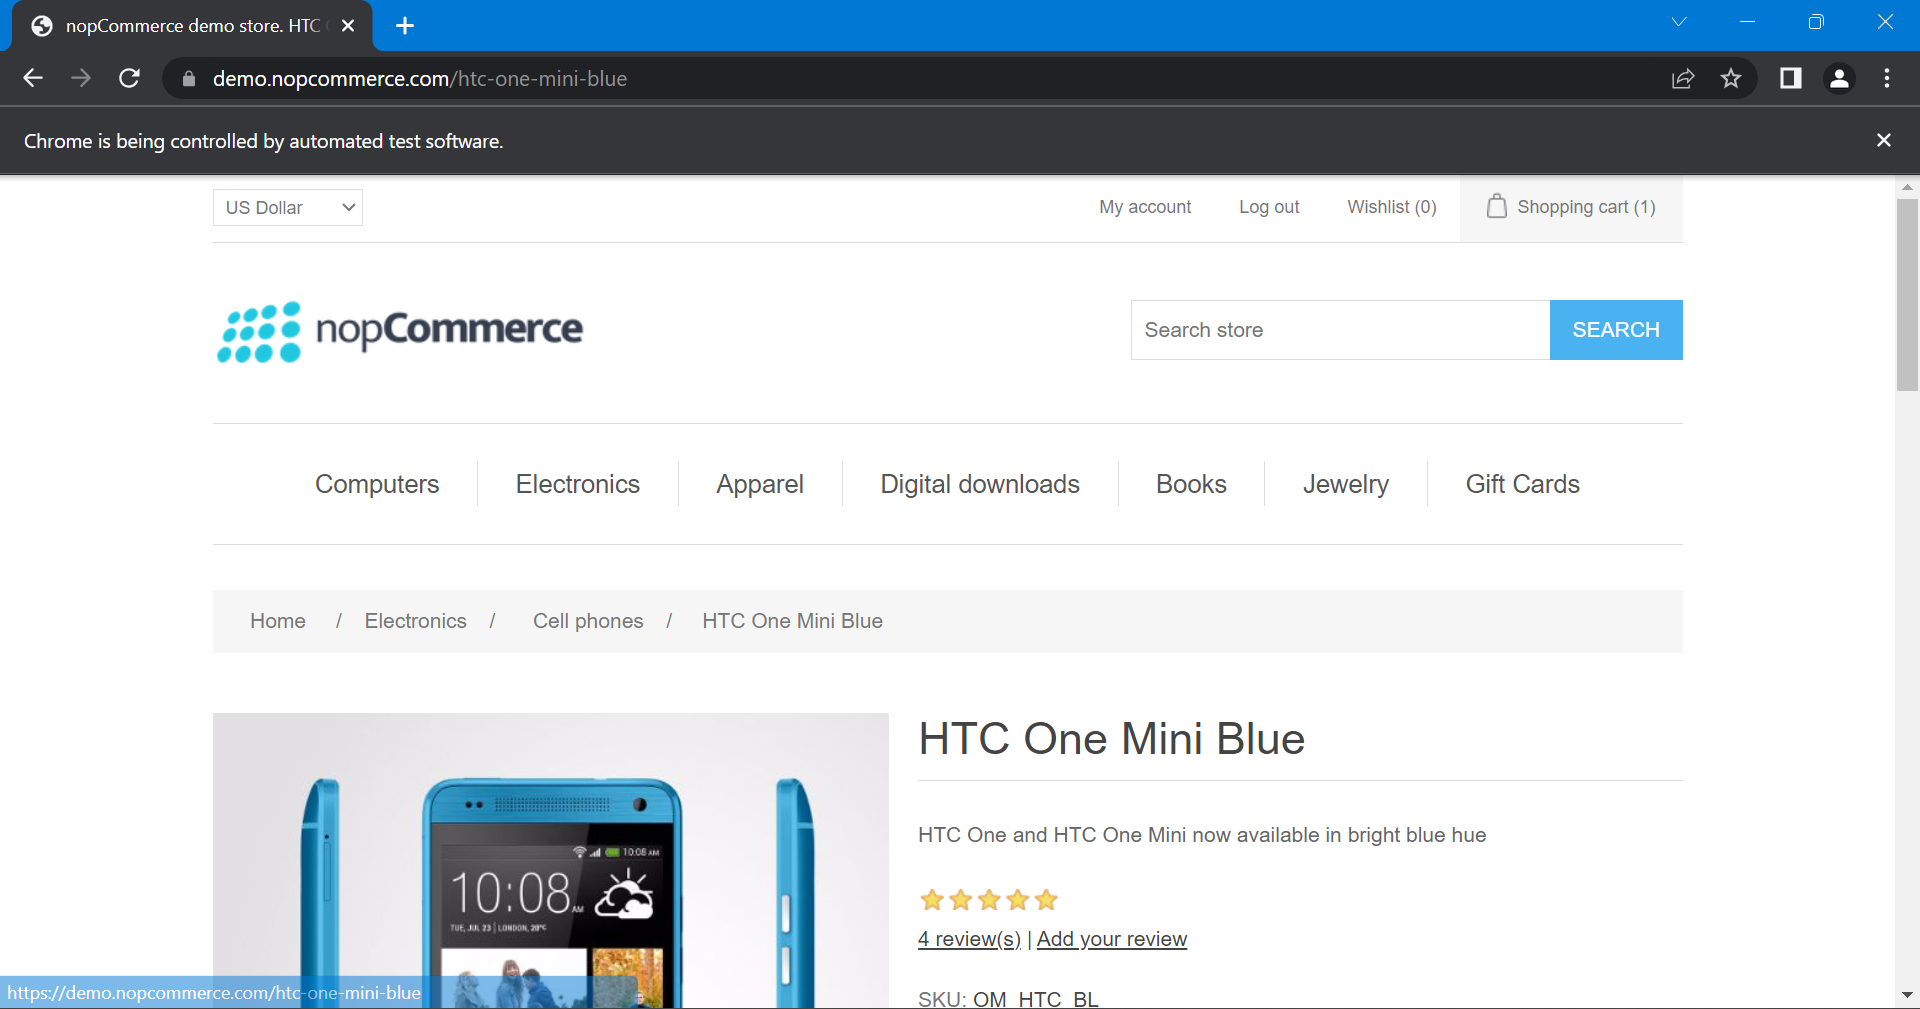 nopCommerce demo store. HTC
demo.nopcommerce.com/htc-one-mini-blue
Chrome is being controlled by automated test software.
US Dollar
My account
Log out
Wishlist (0)
Shopping cart (1)
nopCommerce
Search store
SEARCH
Computers
Electronics
Apparel
Digital downloads
Books
Jewelry
Gift Cards
Home / Electronics / Cell phones / HTC One Mini Blue
HTC One Mini Blue
HTC One and HTC One Mini now available in bright blue hue
4 review(s) | Add your review
SKU: OM_HTC_BL
10:08 AM
10:08 AM
TUE, JUL 23 | LONDON, 20°C
https://demo.nopcommerce.com/htc-one-mini-blue